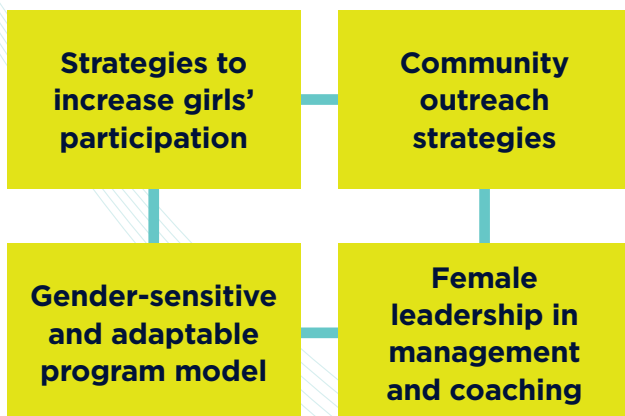 Strategies to
increase girls’
participation
Community
outreach
strategies
Gender-sensitive
and adaptable
program model
Female
leadership in
management
and coaching